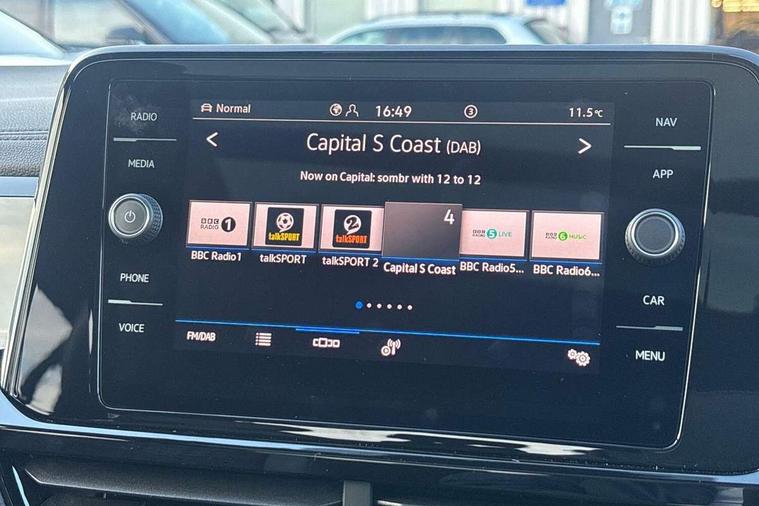 RADIO
MEDIA
PHONE
VOICE
Normal
16:49
3
11.5°C
< Capital S Coast (DAB) >
Now on Capital: sombr with 12 to 12
BBC RADIO 1
talkSPORT
2 talkSPORT
4
BBC RADIO 5 LIVE
BBC RADIO 6 MUSIC
BBC Radio1
talkSPORT
talkSPORT 2
Capital S Coast
BBC Radio5...
BBC Radio6...
FM/DAB
NAV
APP
CAR
MENU